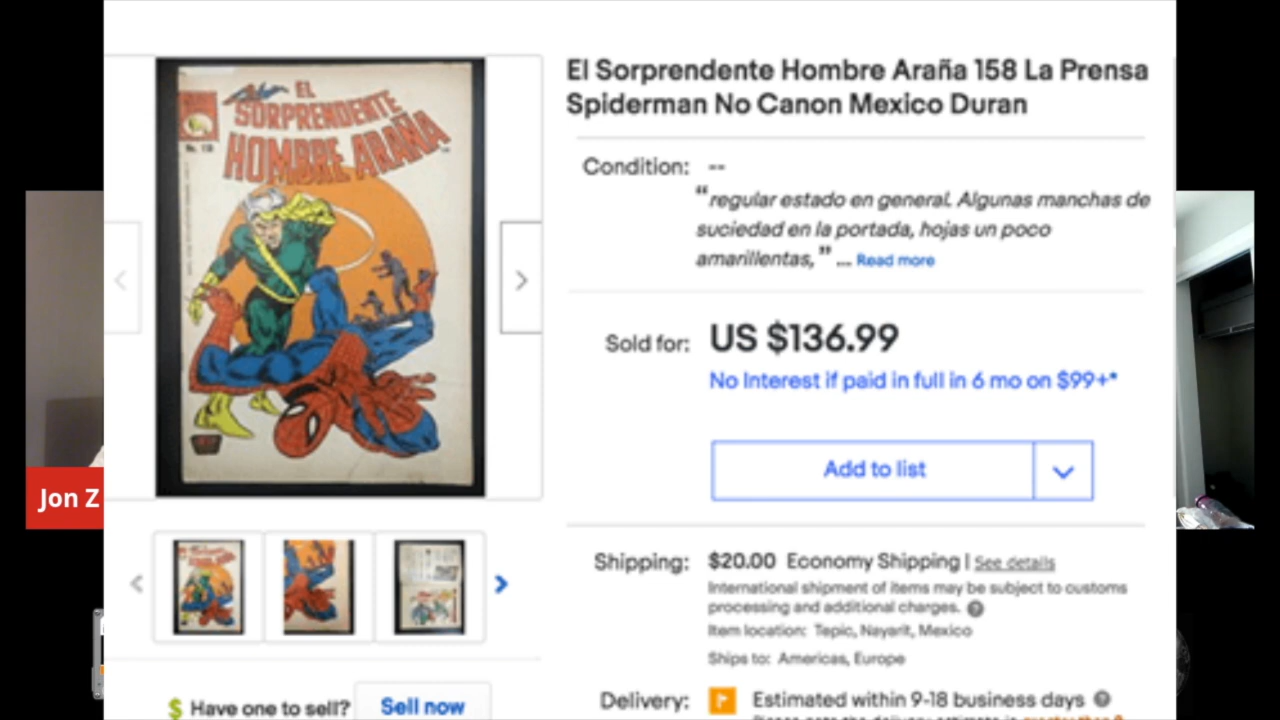 El Sorprendente Hombre Araña 158 La Prensa
Spiderman No Canon Mexico Duran
EL
SORPRENDENTE
HOMBRE ARAÑA
Condition: --
“regular estado en general. Algunas manchas de
suciedad en la portada, hojas un poco
amarillentas, ” ... Read more
Sold for: US $136.99
No Interest if paid in full in 6 mo on $99+*
Add to list
Jon Z
Shipping: $20.00 Economy Shipping | See details
International shipment of items may be subject to customs
processing and additional charges.
Item location: Tepic, Nayarit, Mexico
Ships to: Americas, Europe
Delivery: Estimated within 9-18 business days
Have one to sell? Sell now